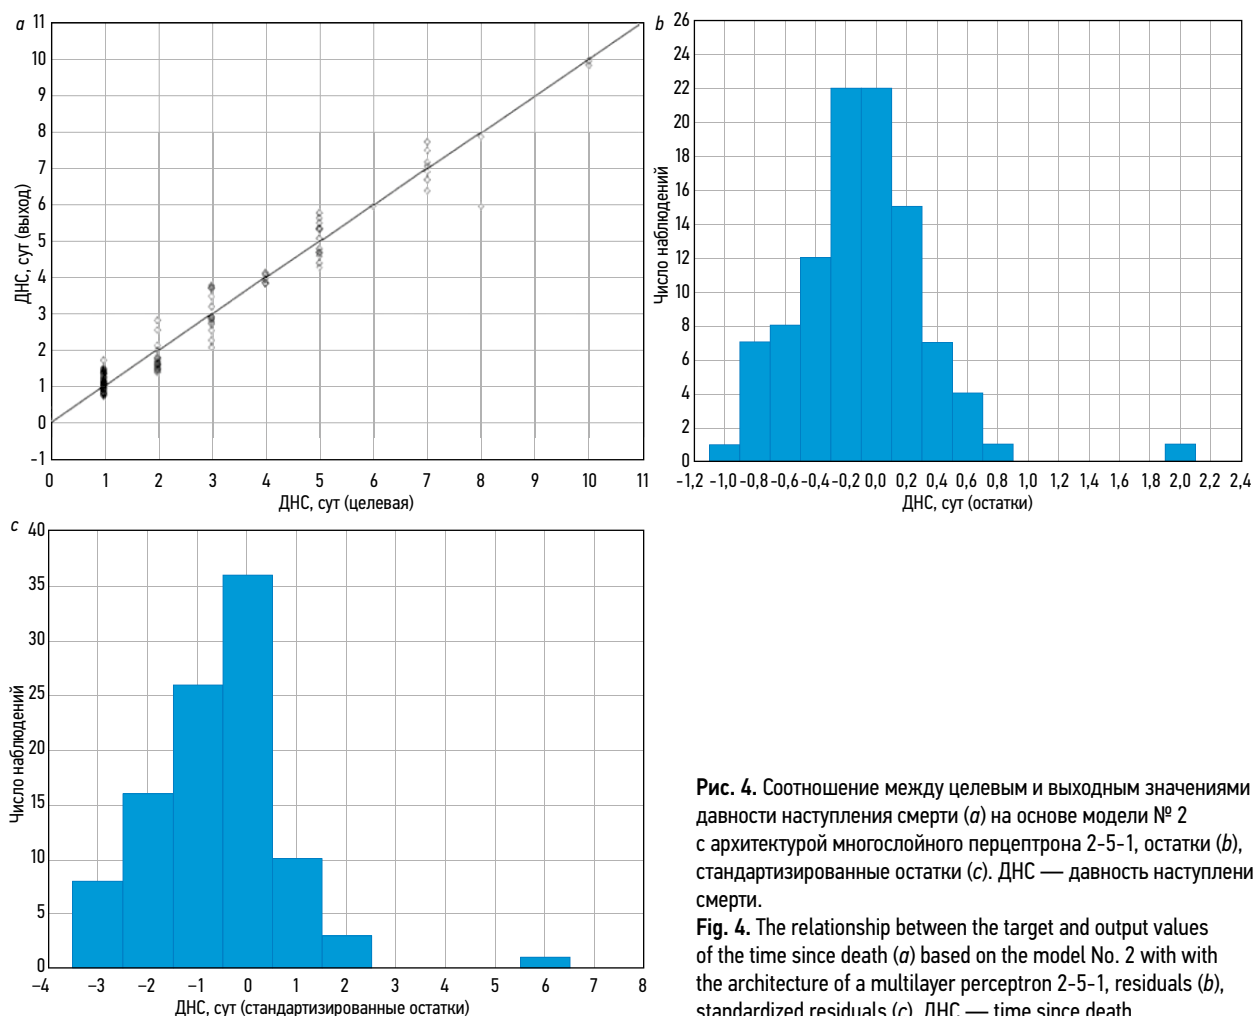 a
11
10
9
8
7
6
5
4
3
2
1
0
-1
ДНС, сут (выход)
0 1 2 3 4 5 6 7 8 9 10 11
ДНС, сут (целевая)
b
26
24
22
20
18
16
14
12
10
8
6
4
2
0
Число наблюдений
-1,2 -1,0 -0,8 -0,6 -0,4 -0,2 0,0 0,2 0,4 0,6 0,8 1,0 1,2 1,4 1,6 1,8 2,0 2,2 2,4
ДНС, сут (остатки)
c
40
35
30
25
20
15
10
5
0
Число наблюдений
–4 –3 –2 –1 0 1 2 3 4 5 6 7 8
ДНС, сут (стандартизированные остатки)
Рис. 4. Соотношение между целевым и выходным значениями
давности наступления смерти (a) на основе модели № 2
с архитектурой многослойного перцептрона 2-5-1, остатки (b),
стандартизированные остатки (c). ДНС — давность наступлени
смерти.
Fig. 4. The relationship between the target and output values
of the time since death (a) based on the model No. 2 with with
the architecture of a multilayer perceptron 2-5-1, residuals (b),
standardized residuals (c). ДНС — time since death